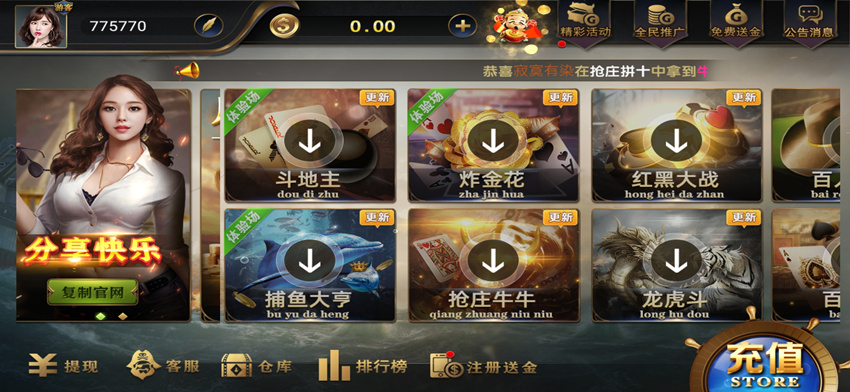 游客
775770
0.00
精彩活动
全民推广
免费送金
公告消息
恭喜寂寞有染在抢庄拼十中拿到牛
体验场
更新
斗地主
dou di zhu
体验场
更新
炸金花
zha jin hua
更新
红黑大战
hong hei da zhan
百人
bai re
分享快乐
复制官网
体验场
更新
捕鱼大亨
bu yu da heng
更新
抢庄牛牛
qiang zhuang niu niu
更新
龙虎斗
long hu dou
百
b
提现
客服
仓库
排行榜
注册送金
充值
STORE